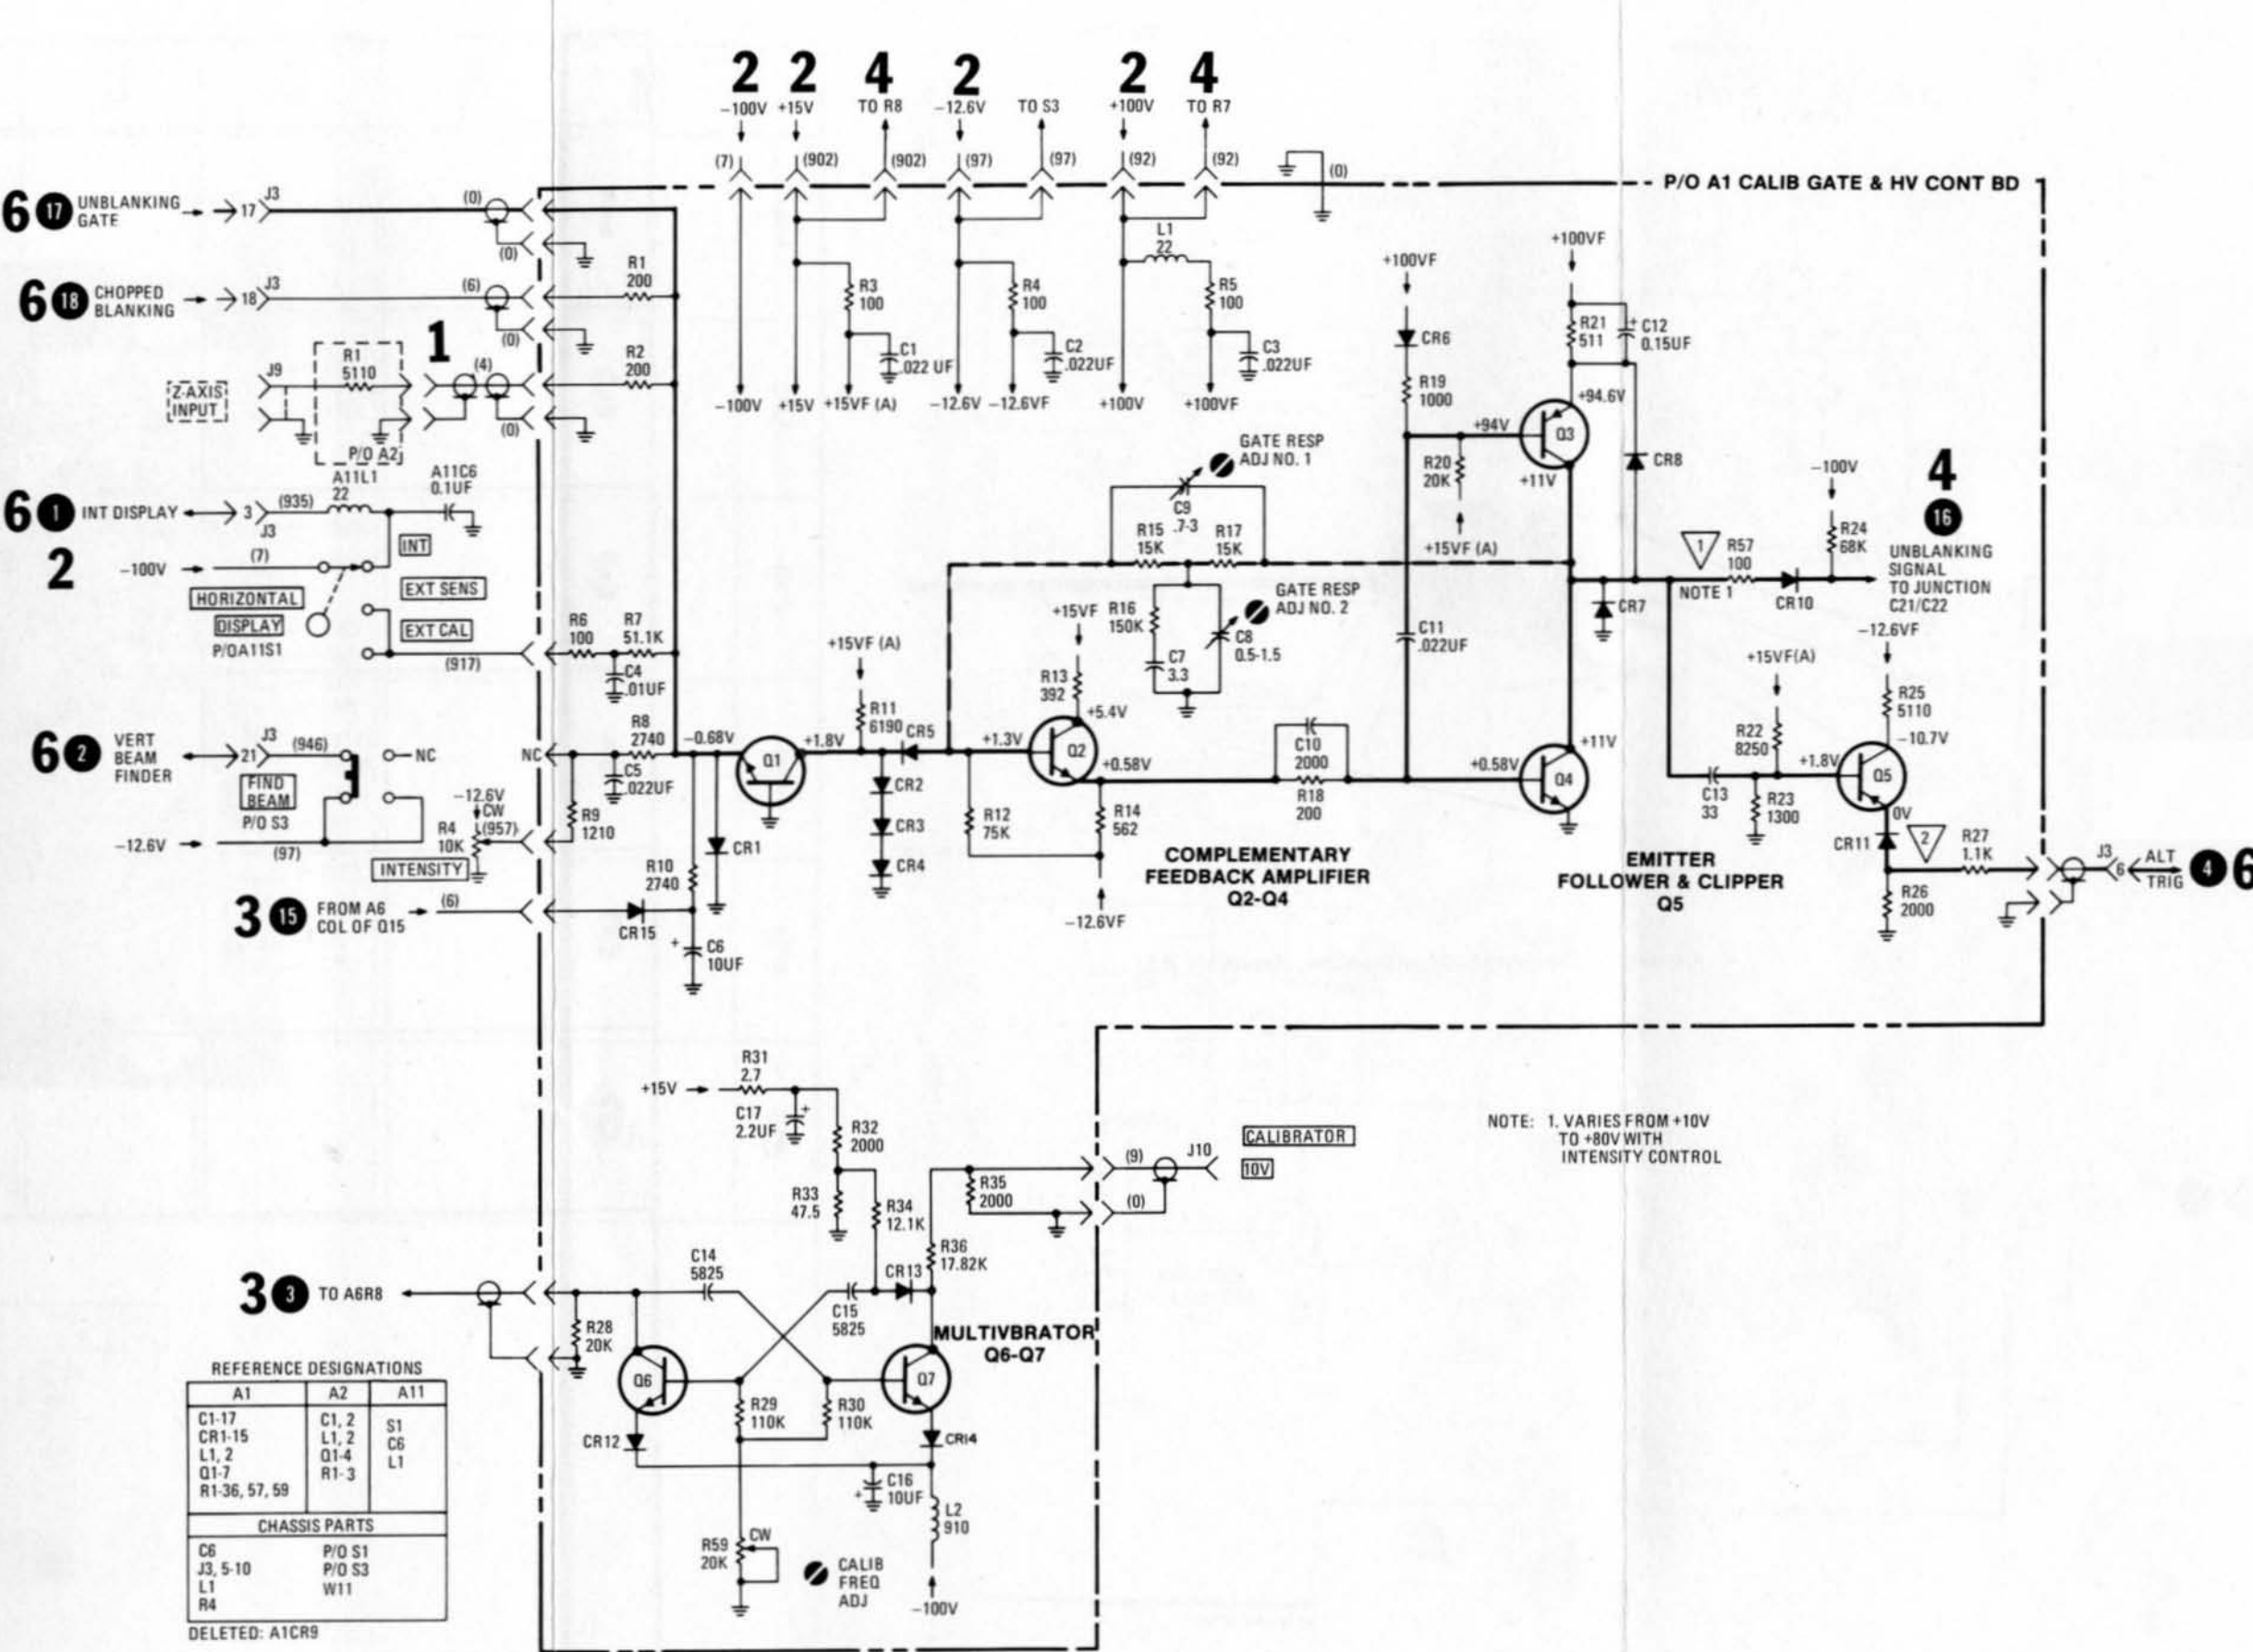 2 2 4 2 2 4
−100V +15V TO R8 −12.6V TO S3 +100V TO R7
(7) (902) (902) (97) (97) (92) (92) (0)
P/O A1 CALIB GATE & HV CONT BD
6 17 UNBLANKING
GATE
17 J3 (0)
(0)
6 18 CHOPPED
BLANKING
18 J3 (6)
(0)
R1
200
1
Z-AXIS
INPUT
J9
R1
5110
P/O A2
(4)
(0)
R2
200
6 1 INT DISPLAY
3
J3
(935)
A11L1
22
A11C6
0.1UF
INT
2
−100V
(7)
HORIZONTAL
DISPLAY
P/OA11S1
EXT SENS
EXT CAL
(917)
R6
100
R7
51.1K
C4
.01UF
6 2 VERT
BEAM
FINDER
21 J3
(946)
NC
FIND
BEAM
P/O S3
−12.6V
(97)
−12.6V
CW
(957)
R4
10K
INTENSITY
NC
R8
2740
C5
.022UF
R9
1210
3 15 FROM A6
COL OF Q15
(6)
CR15
R10
2740
+
C6
10UF
CR1
−0.68V
Q1
+1.8V
R3
100
C1
.022 UF
R4
100
C2
.022UF
L1
22
R5
100
C3
.022UF
−100V +15V +15VF (A) −12.6V −12.6VF +100V +100VF
+15VF (A)
R11
6190
CR5
CR2
CR3
CR4
GATE RESP
ADJ NO. 1
C9
.7-3
R15
15K
R17
15K
GATE RESP
ADJ NO. 2
R16
150K
C8
0.5-1.5
C7
3.3
+15VF
R13
392
+5.4V
+1.3V
Q2
+0.58V
R12
75K
R14
562
−12.6VF
C10
2000
R18
200
COMPLEMENTARY
FEEDBACK AMPLIFIER
Q2-Q4
+100VF
CR6
R19
1000
+94V
R20
20K
+15VF (A)
C11
.022UF
+100VF
R21
511
+
C12
0.15UF
+94.6V
Q3
+11V
CR8
+11V
+0.58V
Q4
CR7
1
NOTE 1
R57
100
CR10
−100V
R24
68K
4
16
UNBLANKING
SIGNAL
TO JUNCTION
C21/C22
−12.6VF
R25
5110
−10.7V
+15VF(A)
R22
8250
+1.8V
Q5
C13
33
R23
1300
0V
CR11
2
R27
1.1K
R26
2000
J3
6
ALT
TRIG
4 6
EMITTER
FOLLOWER & CLIPPER
Q5
+15V
R31
2.7
C17
2.2UF
+
R32
2000
R33
47.5
R34
12.1K
R35
2000
R36
17.82K
(9)
(0)
J10
CALIBRATOR
10V
NOTE: 1. VARIES FROM +10V
TO +80V WITH
INTENSITY CONTROL
3 3 TO A6R8
R28
20K
C14
5825
C15
5825
CR13
MULTIVBRATOR
Q6-Q7
Q6
Q7
R29
110K
R30
110K
CR12
CR14
+
C16
10UF
L2
910
−100V
R59
20K
CW
CALIB
FREQ
ADJ
REFERENCE DESIGNATIONS
A1 A2 A11
C1-17 C1, 2 S1
CR1-15 L1, 2 C6
L1, 2 Q1-4 L1
Q1-7 R1-3
R1-36, 57, 59
CHASSIS PARTS
C6 P/O S1
J3, 5-10 P/O S3
L1 W11
R4
DELETED: A1CR9